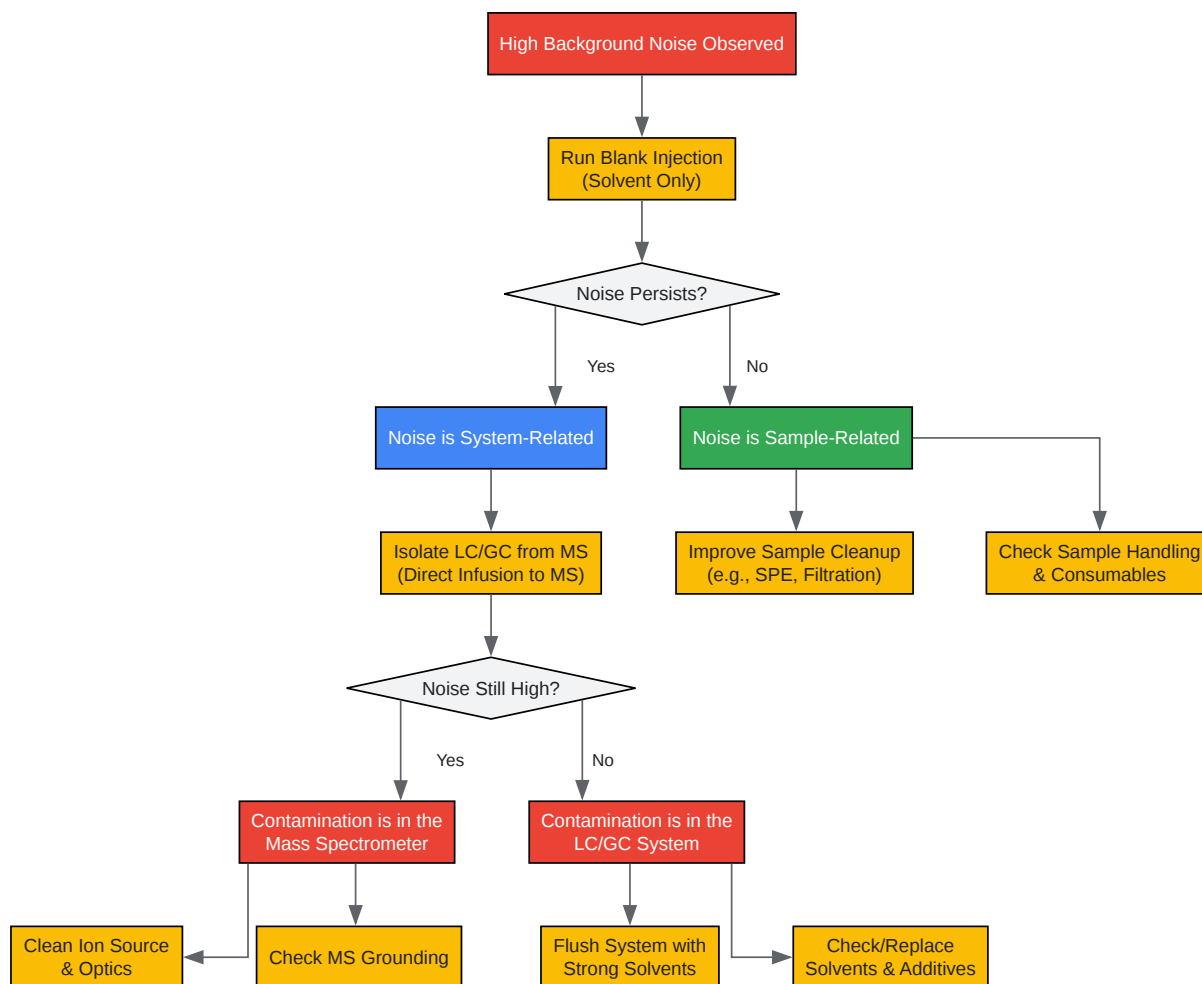 High Background Noise Observed
Run Blank Injection
(Solvent Only)
Noise Persists?
Yes
No
Noise is System-Related
Noise is Sample-Related
Isolate LC/GC from MS
(Direct Infusion to MS)
Improve Sample Cleanup
(e.g., SPE, Filtration)
Check Sample Handling
& Consumables
Noise Still High?
Yes
No
Contamination is in the
Mass Spectrometer
Contamination is in the
LC/GC System
Clean Ion Source
& Optics
Check MS Grounding
Flush System with
Strong Solvents
Check/Replace
Solvents & Additives